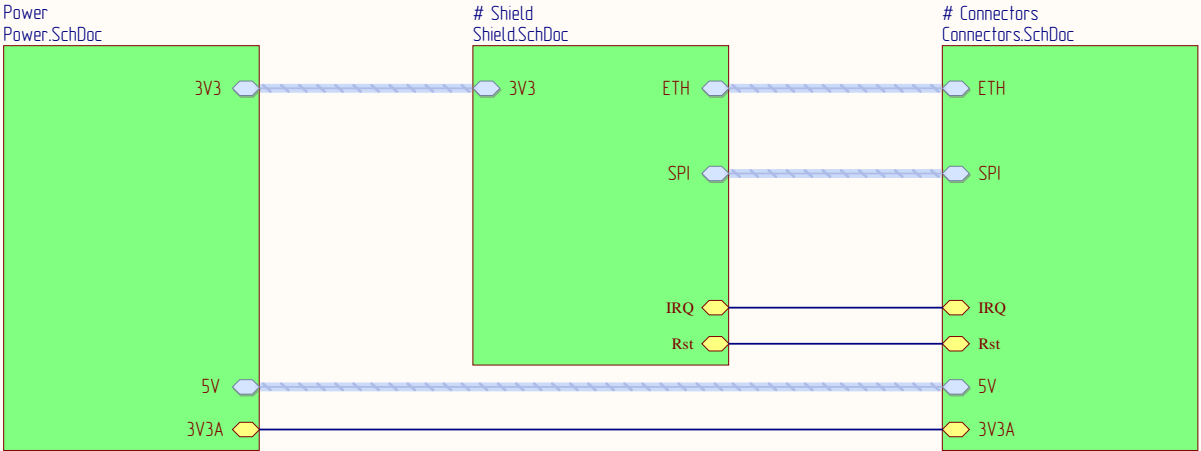 Power
Power.SchDoc
# Shield
Shield.SchDoc
# Connectors
Connectors.SchDoc
3V3
3V3
ETH
ETH
SPI
SPI
IRQ
IRQ
Rst
Rst
5V
5V
3V3A
3V3A